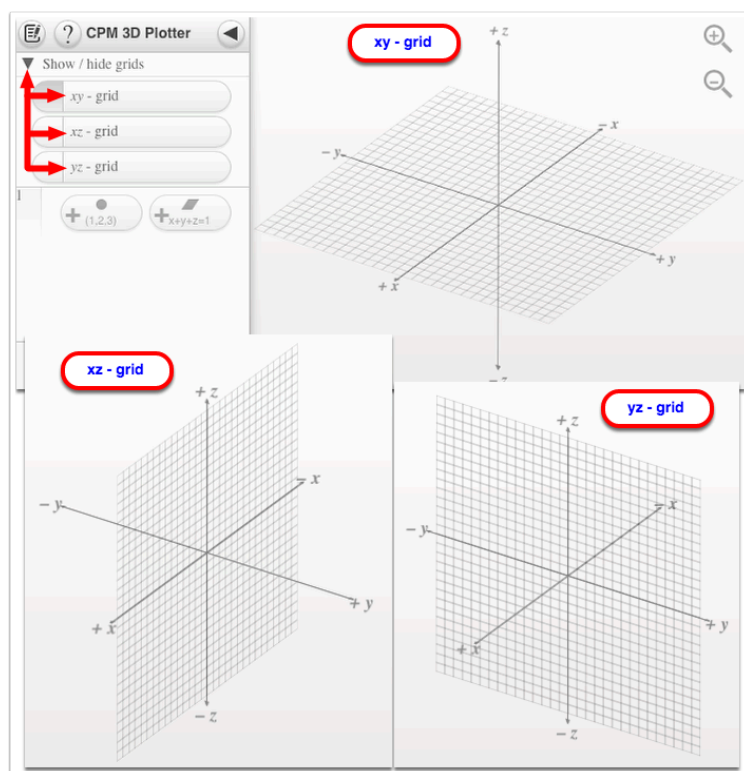 ? CPM 3D Plotter
Show / hide grids
xy - grid
xz - grid
yz - grid
1
(1,2,3)
x+y+z=1
xy - grid
+ z
- x
- y
+ y
+ x
- z
xz - grid
+ z
- x
- y
+ y
+ x
- z
yz - grid
+ z
- x
- y
+ y
+ x
- z